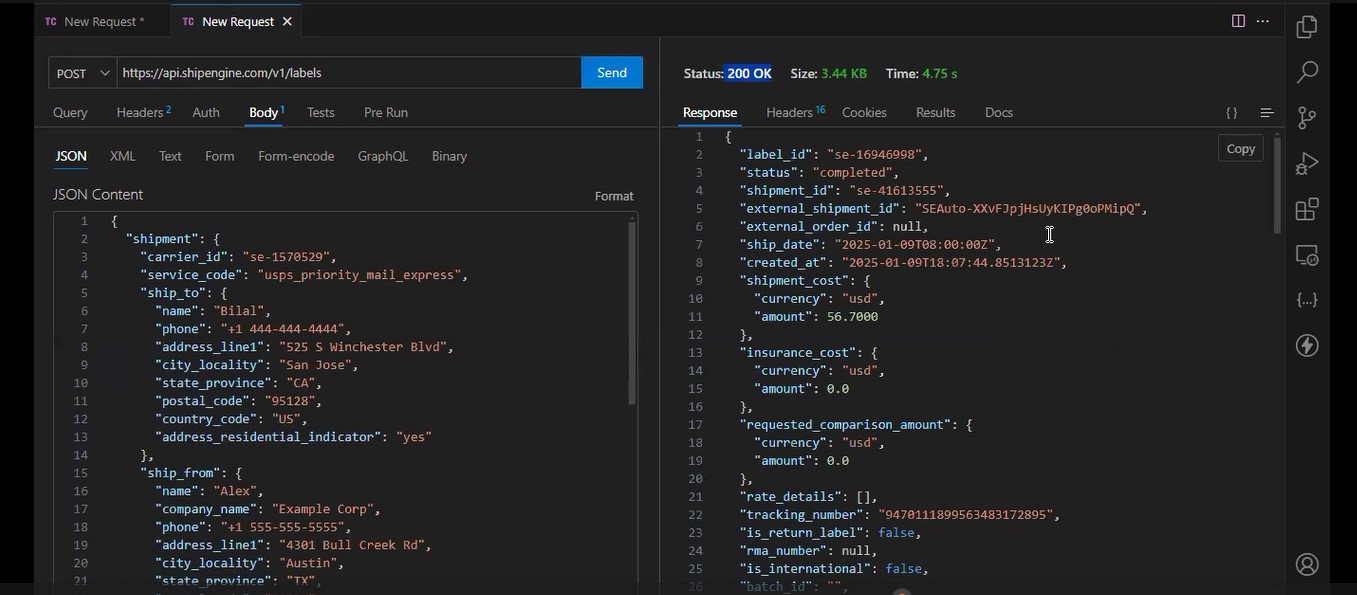 TC New Request *
TC New Request ×
POST https://api.shipengine.com/v1/labels Send
Query Headers 2 Auth Body 1 Tests Pre Run
JSON XML Text Form Form-encode GraphQL Binary
JSON Content Format
1 {
2 "shipment": {
3 "carrier_id": "se-1570529",
4 "service_code": "usps_priority_mail_express",
5 "ship_to": {
6 "name": "Bilal",
7 "phone": "+1 444-444-4444",
8 "address_line1": "525 S Winchester Blvd",
9 "city_locality": "San Jose",
10 "state_province": "CA",
11 "postal_code": "95128",
12 "country_code": "US",
13 "address_residential_indicator": "yes"
14 },
15 "ship_from": {
16 "name": "Alex",
17 "company_name": "Example Corp",
18 "phone": "+1 555-555-5555",
19 "address_line1": "4301 Bull Creek Rd",
20 "city_locality": "Austin",
21 "state_province": "TX",
Status: 200 OK Size: 3.44 KB Time: 4.75 s
Response Headers 16 Cookies Results Docs { }
Copy
1 {
2 "label_id": "se-16946998",
3 "status": "completed",
4 "shipment_id": "se-41613555",
5 "external_shipment_id": "SEAuto-XXvFJpjHsUyKIPg0oPMipQ",
6 "external_order_id": null,
7 "ship_date": "2025-01-09T08:00:00Z",
8 "created_at": "2025-01-09T18:07:44.8513123Z",
9 "shipment_cost": {
10 "currency": "usd",
11 "amount": 56.7000
12 },
13 "insurance_cost": {
14 "currency": "usd",
15 "amount": 0.0
16 },
17 "requested_comparison_amount": {
18 "currency": "usd",
19 "amount": 0.0
20 },
21 "rate_details": [],
22 "tracking_number": "9470111899563483172895",
23 "is_return_label": false,
24 "rma_number": null,
25 "is_international": false,
26 "batch_id": "",